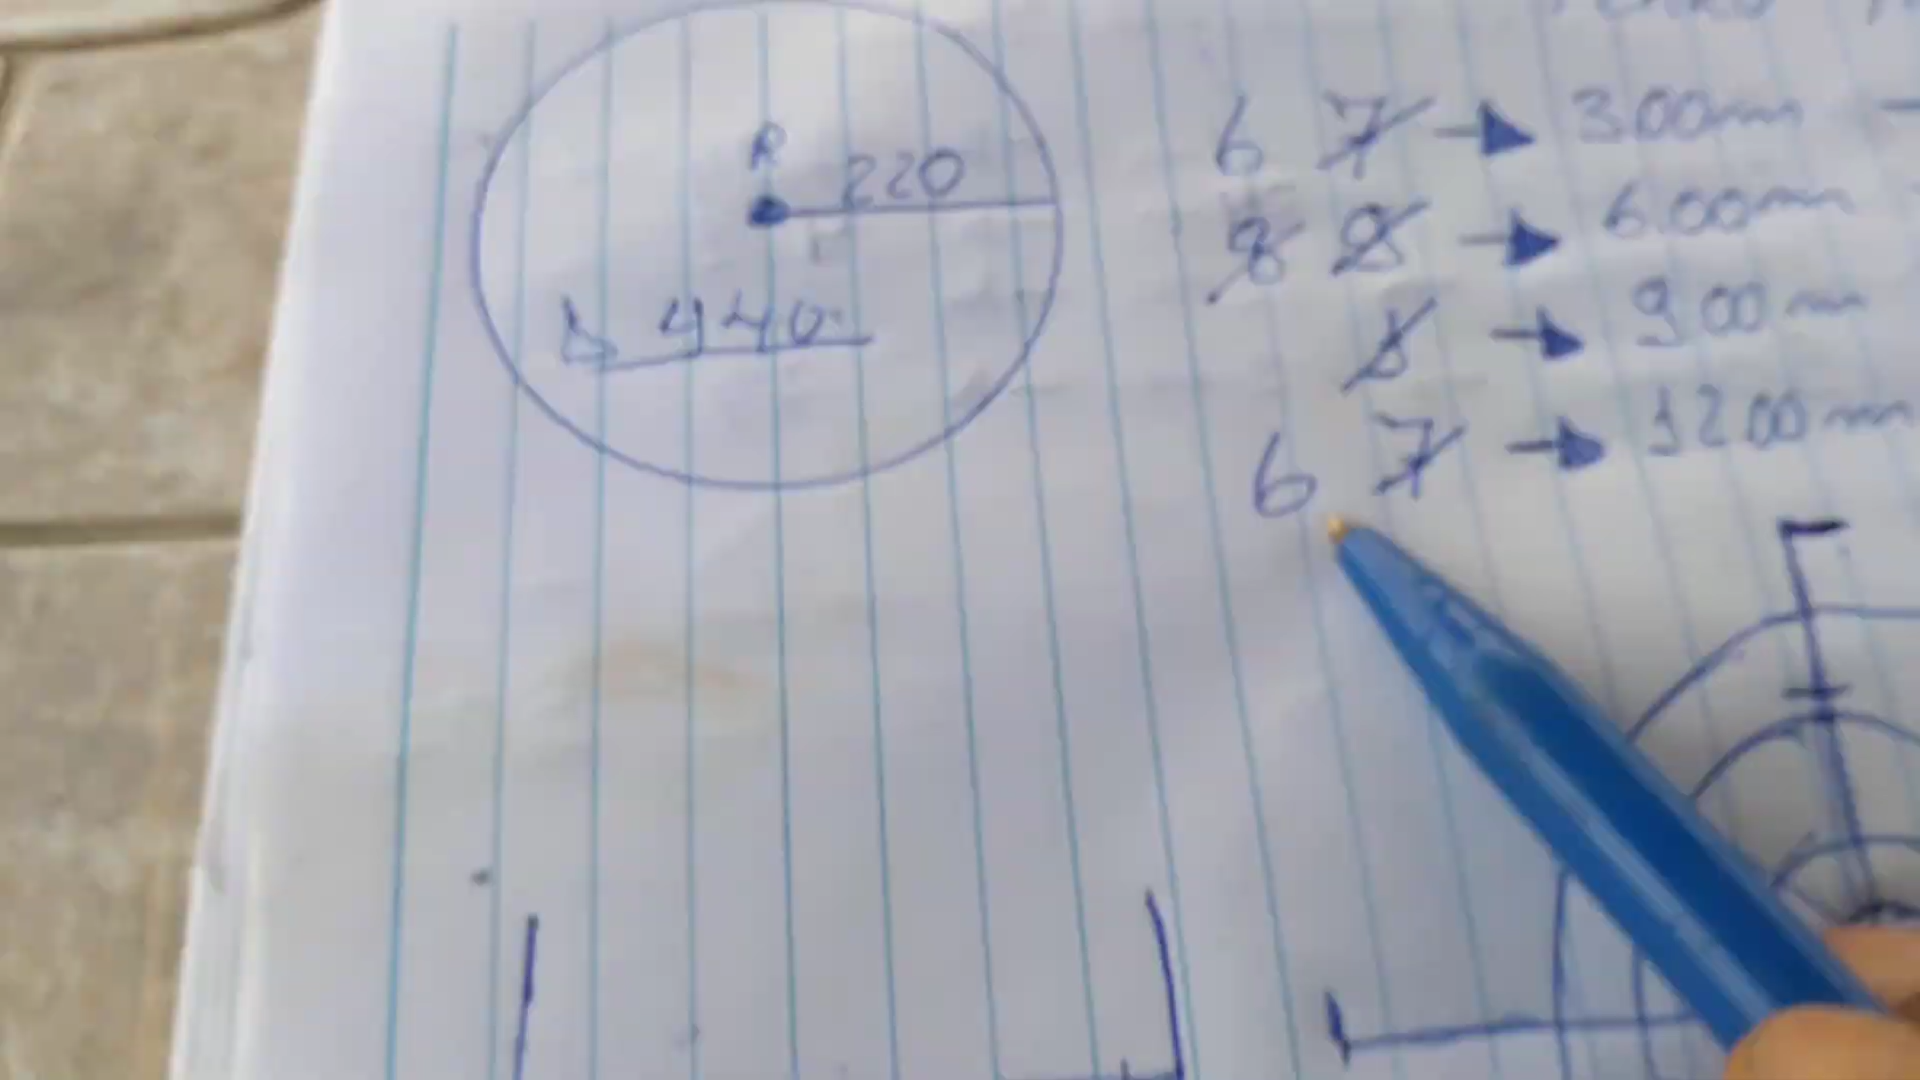 R
220
D 440
6 7 → 300mm
8 8 → 600mm
8 → 900mm
6 7 → 1200mm